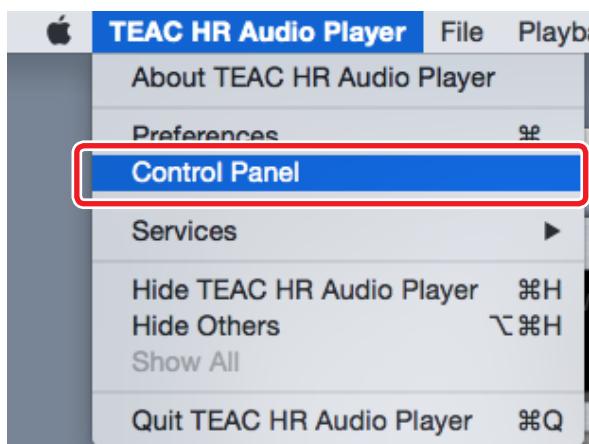 TEAC HR Audio Player File Playba
About TEAC HR Audio Player
Preferences ⌘
Control Panel
Services ▶
Hide TEAC HR Audio Player ⌘H
Hide Others ⌥⌘H
Show All
Quit TEAC HR Audio Player ⌘Q